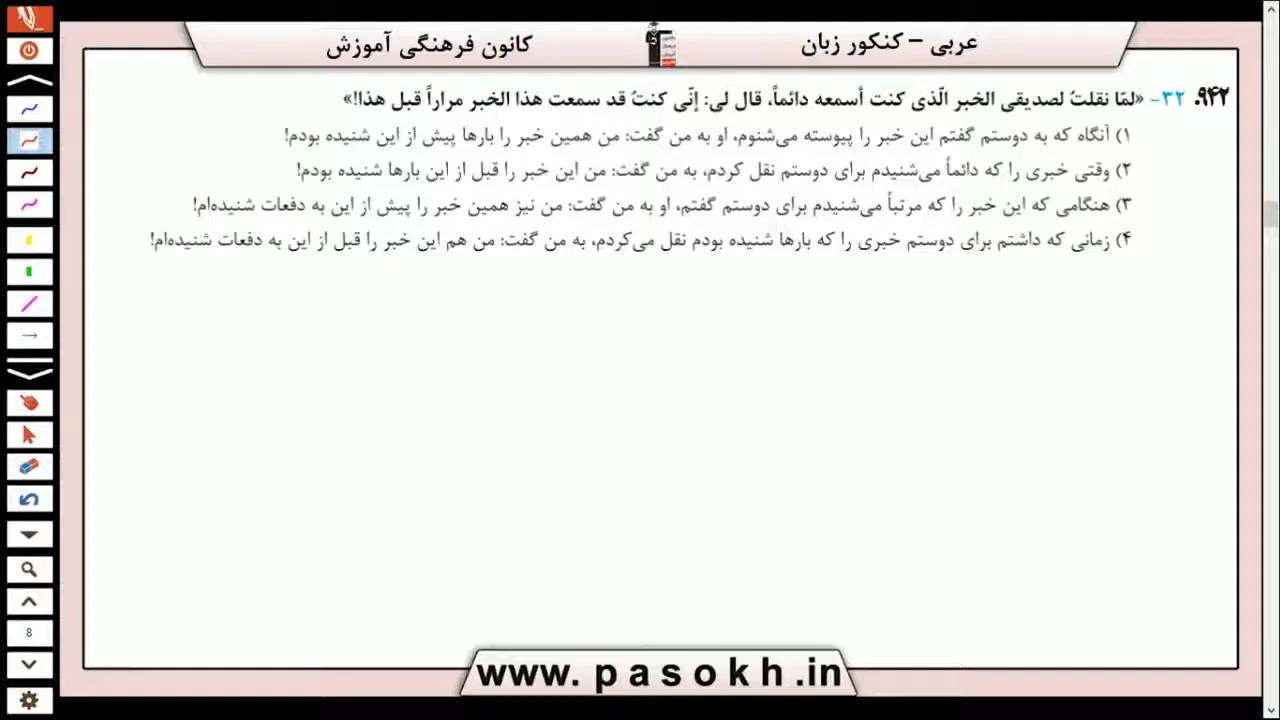 عربی – کنکور زبان
کانون فرهنگی آموزش
۹۴۲. ۳۲- «لمّا نقلتُ لصدیقی الخبر الّذی کنت أسمعه دائماً، قال لی: إنّی کنتُ قد سمعت هذا الخبر مراراً قبل هذا!»
۱) آنگاه که به دوستم گفتم این خبر را پیوسته می‌شنوم، او به من گفت: من همین خبر را بارها پیش از این شنیده بودم!
۲) وقتی خبری را که دائماً می‌شنیدم برای دوستم نقل کردم، به من گفت: من این خبر را قبل از این بارها شنیده بودم!
۳) هنگامی که این خبر را که مرتباً می‌شنیدم برای دوستم گفتم، او به من گفت: من نیز همین خبر را پیش از این به دفعات شنیده‌ام!
۴) زمانی که داشتم برای دوستم خبری را که بارها شنیده بودم نقل می‌کردم، به من گفت: من هم این خبر را قبل از این به دفعات شنیده‌ام!
8
www.pasokh.in